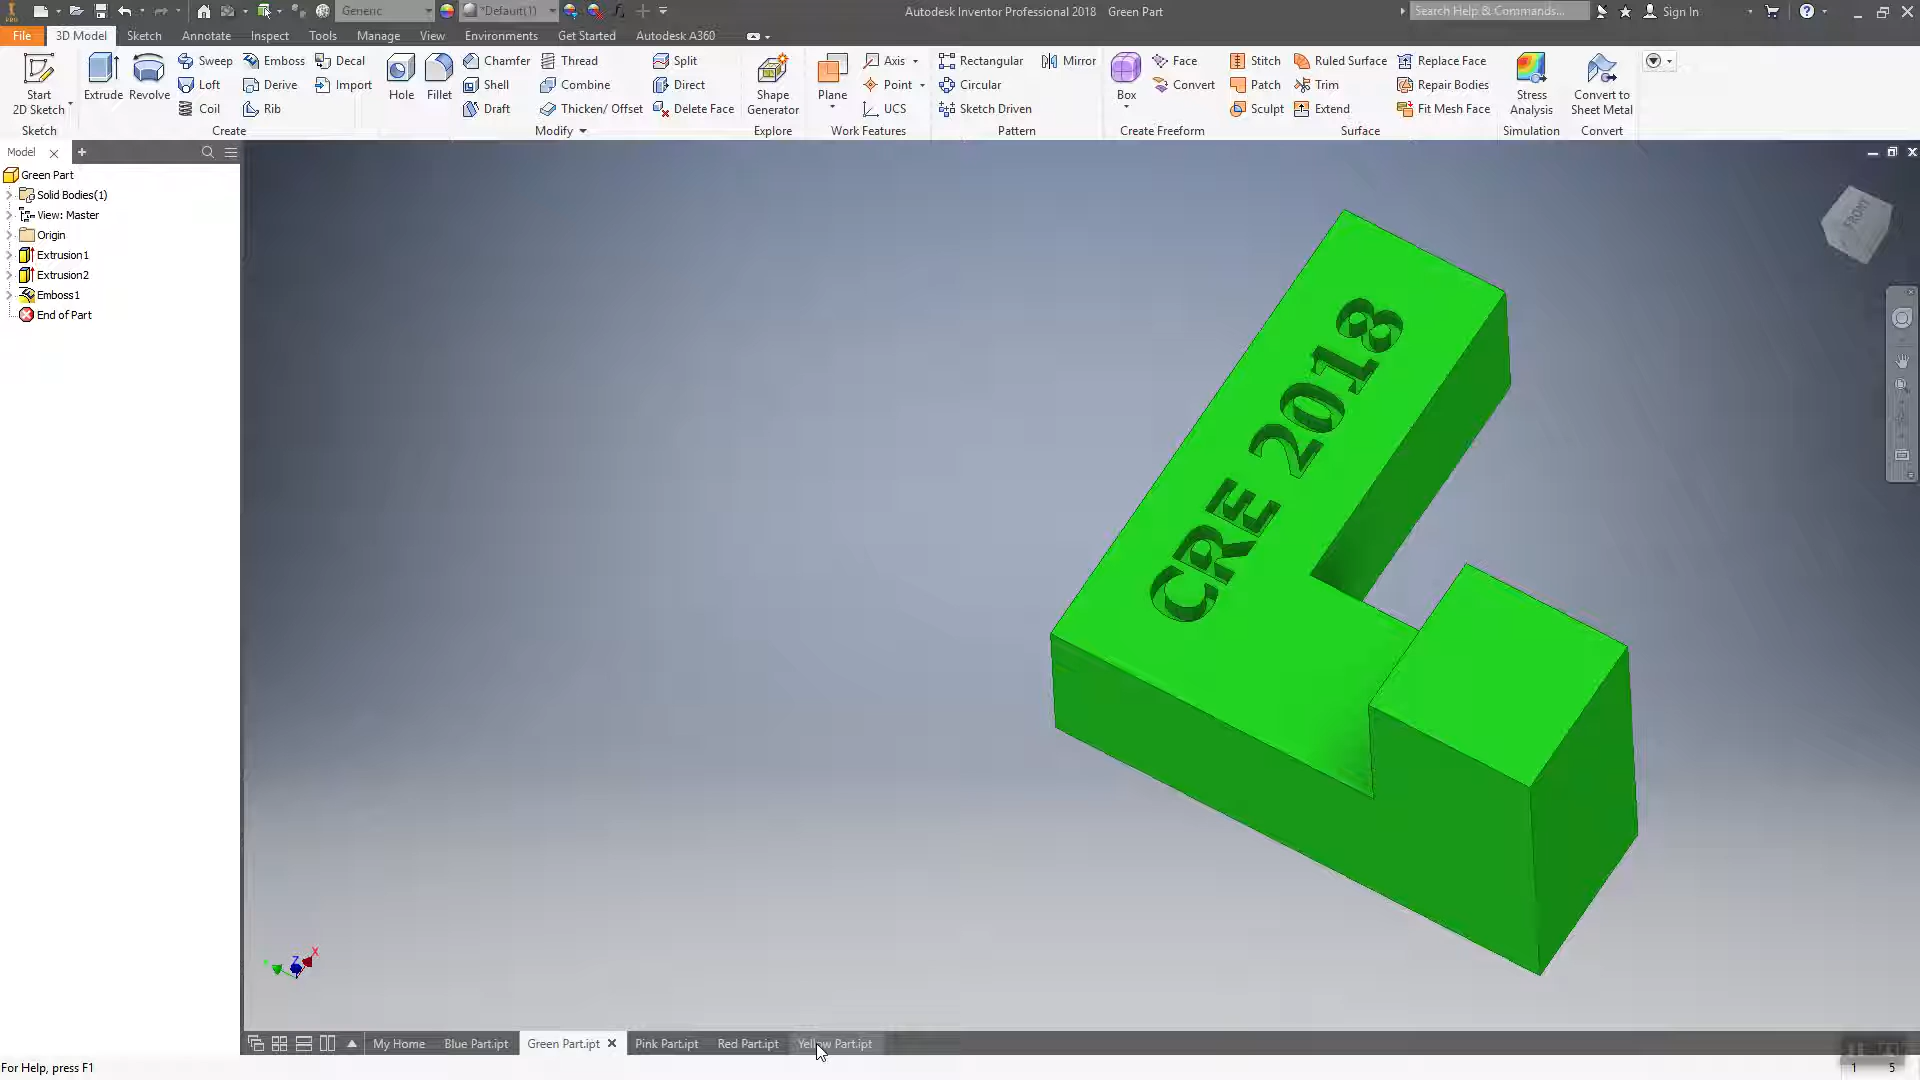 Generic
*Default(1)
Autodesk Inventor Professional 2018 Green Part
Search Help & Commands...
Sign In
File 3D Model Sketch Annotate Inspect Tools Manage View Environments Get Started Autodesk A360
Start 2D Sketch
Extrude
Revolve
Sweep
Loft
Coil
Emboss
Derive
Rib
Decal
Import
Hole
Fillet
Chamfer
Shell
Draft
Thread
Combine
Thicken/ Offset
Split
Direct
Delete Face
Shape Generator
Plane
Axis
Point
UCS
Rectangular
Circular
Sketch Driven
Mirror
Box
Face
Convert
Stitch
Patch
Sculpt
Ruled Surface
Trim
Extend
Replace Face
Repair Bodies
Fit Mesh Face
Stress Analysis
Convert to Sheet Metal
Sketch Create Modify Explore Work Features Pattern Create Freeform Surface Simulation Convert
Model
Green Part
Solid Bodies(1)
View: Master
Origin
Extrusion1
Extrusion2
Emboss1
End of Part
FRONT
CRE 2018
X
Z
My Home Blue Part.ipt Green Part.ipt Pink Part.ipt Red Part.ipt Yellow Part.ipt
For Help, press F1
1 5